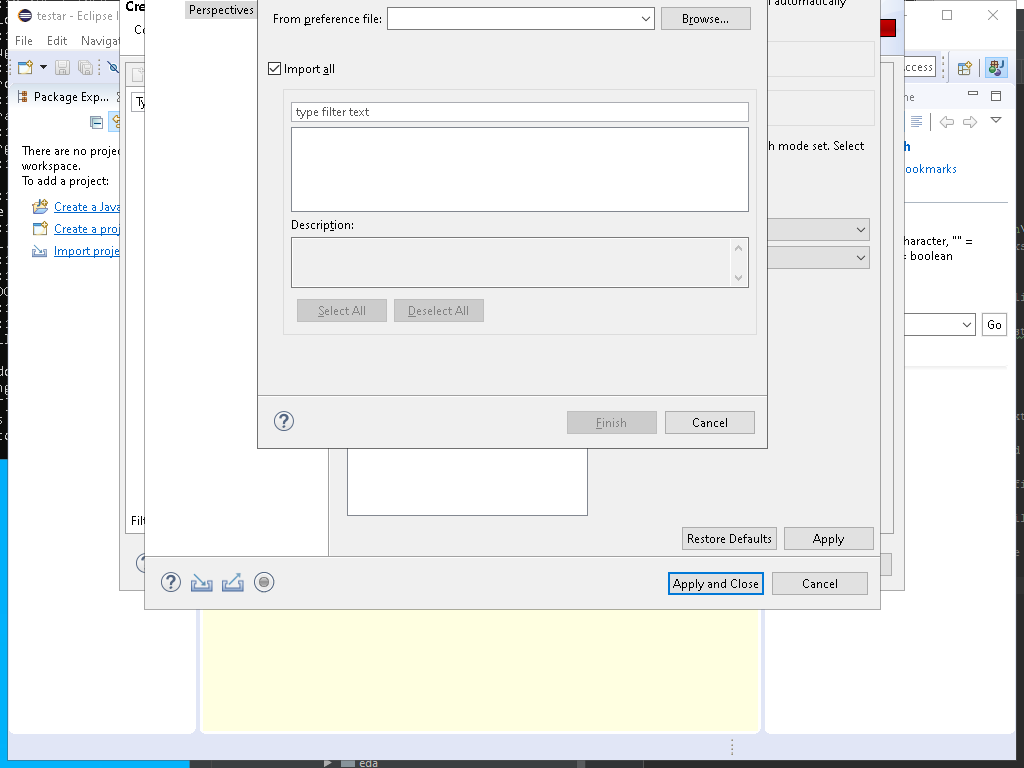 testar - Eclipse I
Cre
Perspectives
From preference file:
Browse...
automatically
File Edit Navigat
Import all
ccess
Package Exp...
Ty
type filter text
There are no projec
workspace.
To add a project:
h mode set. Select
h
ookmarks
Create a Java
Create a proj
Import proje
Description:
haracter, "" =
= boolean
Select All
Deselect All
Go
Finish
Cancel
Filt
Restore Defaults
Apply
Apply and Close
Cancel
eda